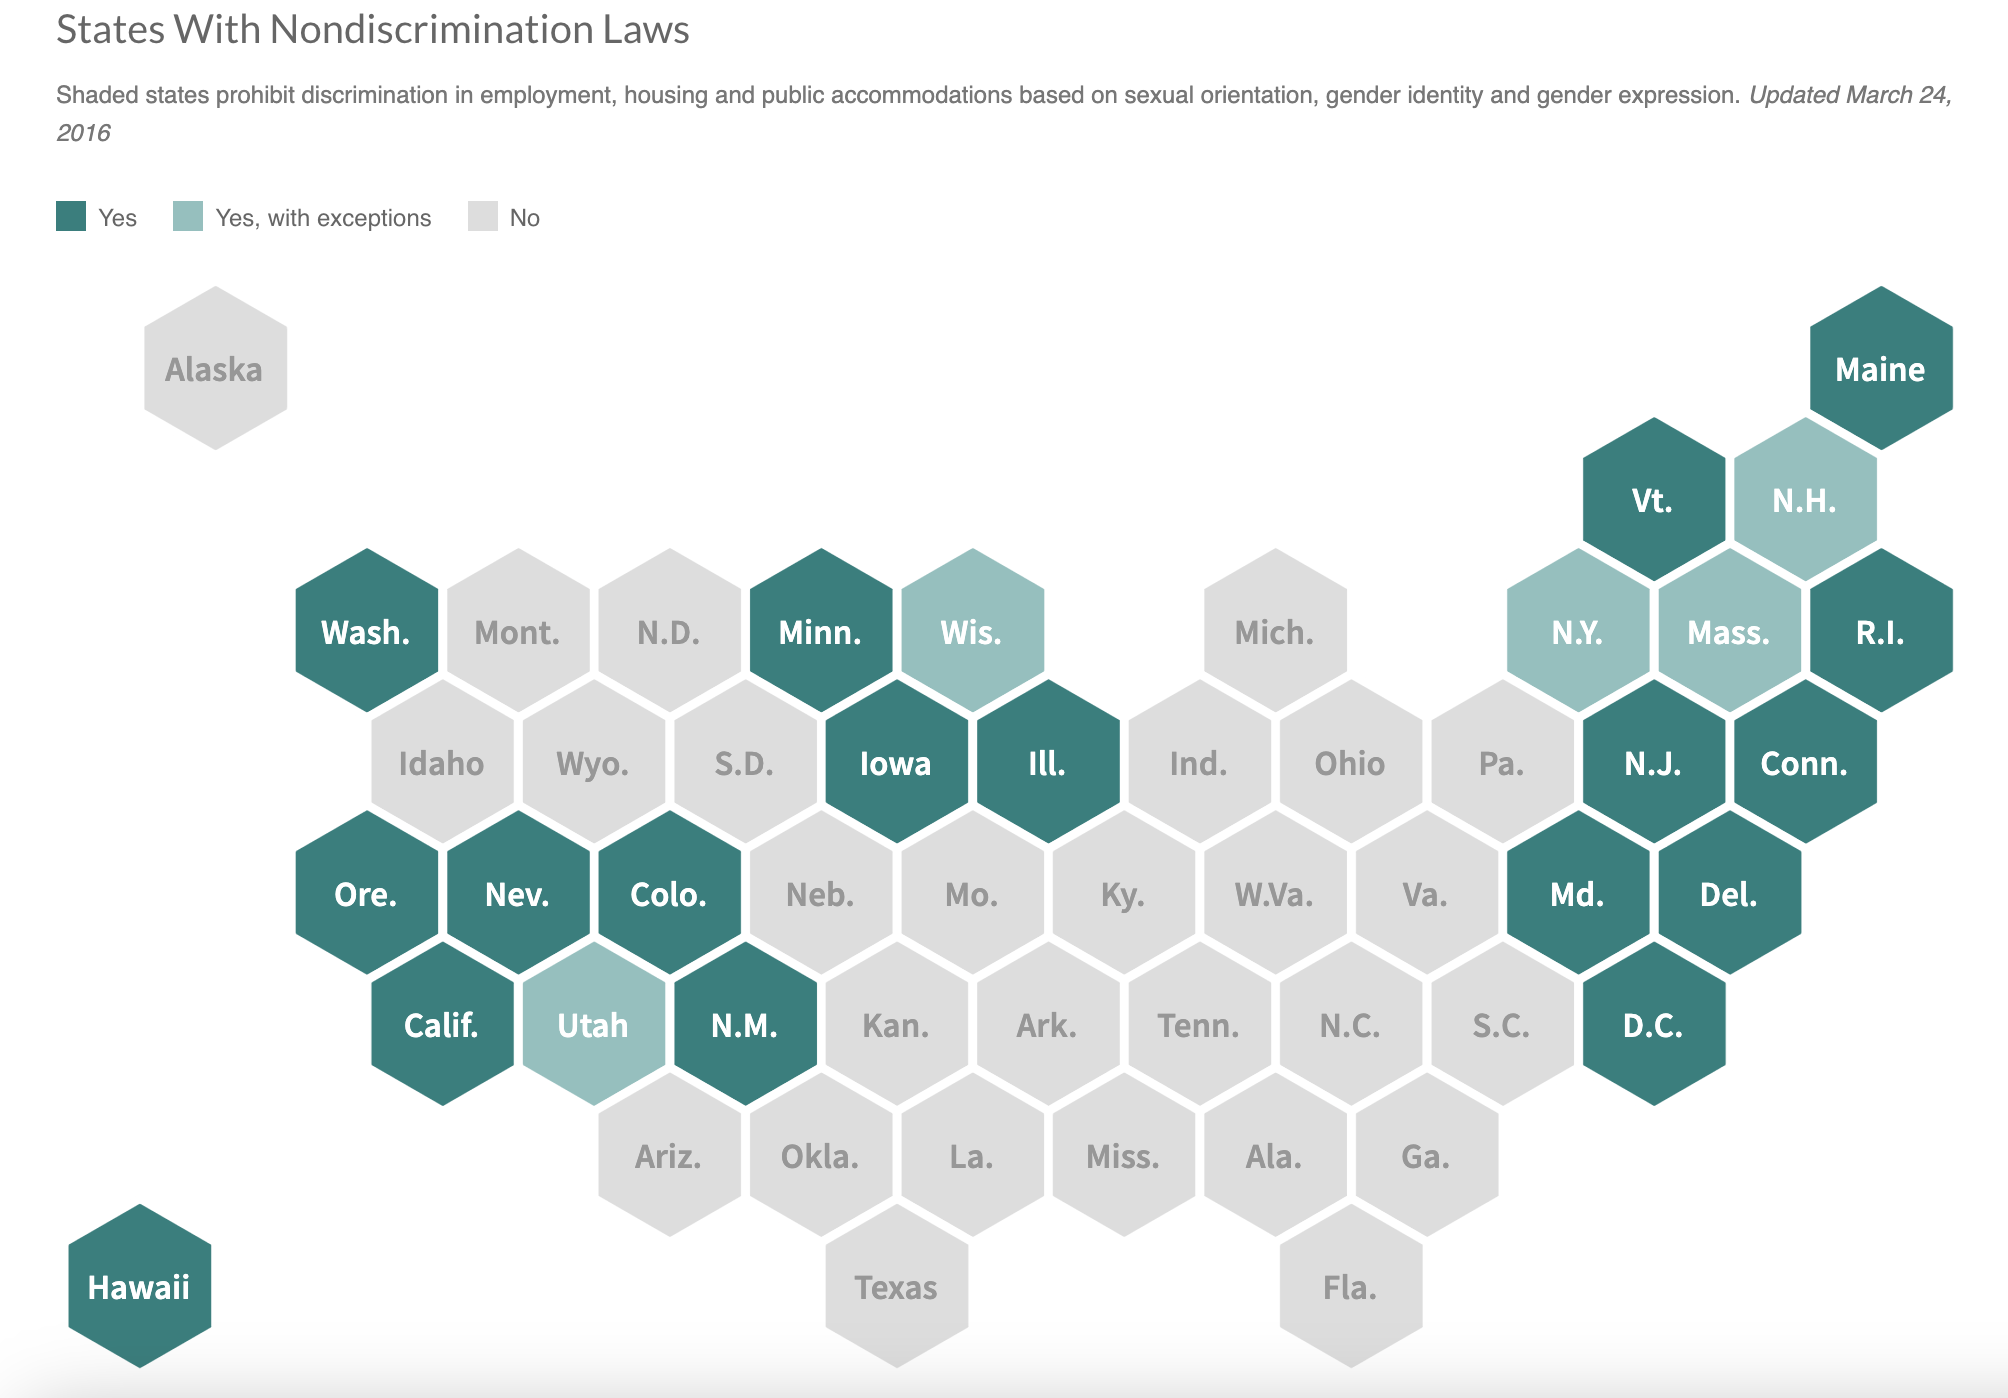 States With Nondiscrimination Laws
Shaded states prohibit discrimination in employment, housing and public accommodations based on sexual orientation, gender identity and gender expression. Updated March 24,
2016
Yes Yes, with exceptions No
Alaska Maine
Vt. N.H.
Wash. Mont. N.D. Minn. Wis. Mich. N.Y. Mass. R.I.
Idaho Wyo. S.D. Iowa Ill. Ind. Ohio Pa. N.J. Conn.
Ore. Nev. Colo. Neb. Mo. Ky. W.Va. Va. Md. Del.
Calif. Utah N.M. Kan. Ark. Tenn. N.C. S.C. D.C.
Ariz. Okla. La. Miss. Ala. Ga.
Hawaii Texas Fla.